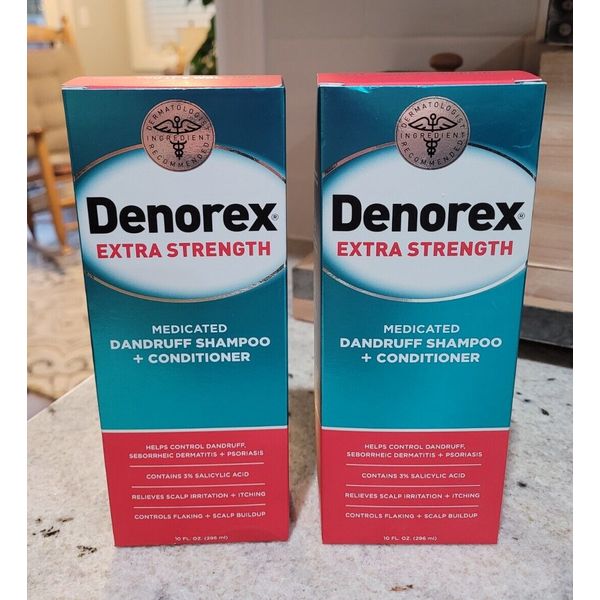 DERMATOLOGIST
INGREDIENT
RECOMMENDED
Denorex®
EXTRA STRENGTH
MEDICATED
DANDRUFF SHAMPOO
+ CONDITIONER
HELPS CONTROL DANDRUFF,
SEBORRHEIC DERMATITIS + PSORIASIS
CONTAINS 3% SALICYLIC ACID
RELIEVES SCALP IRRITATION + ITCHING
CONTROLS FLAKING + SCALP BUILDUP
10 FL. OZ. (296 ml)
DERMATOLOGIST
INGREDIENT
RECOMMENDED
Denorex®
EXTRA STRENGTH
MEDICATED
DANDRUFF SHAMPOO
+ CONDITIONER
HELPS CONTROL DANDRUFF,
SEBORRHEIC DERMATITIS + PSORIASIS
CONTAINS 3% SALICYLIC ACID
RELIEVES SCALP IRRITATION + ITCHING
CONTROLS FLAKING + SCALP BUILDUP
10 FL. OZ. (296 ml)